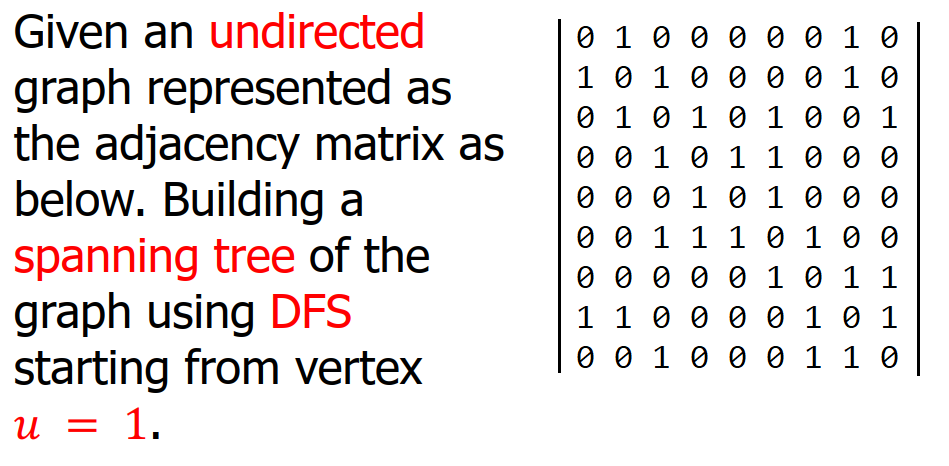 Given an undirected
graph represented as
the adjacency matrix as
below. Building a
spanning tree of the
graph using DFS
starting from vertex
u = 1.
0 1 0 0 0 0 0 1 0
1 0 1 0 0 0 0 1 0
0 1 0 1 0 1 0 0 1
0 0 1 0 1 1 0 0 0
0 0 0 1 0 1 0 0 0
0 0 1 1 1 0 1 0 0
0 0 0 0 0 1 0 1 1
1 1 0 0 0 0 1 0 1
0 0 1 0 0 0 1 1 0